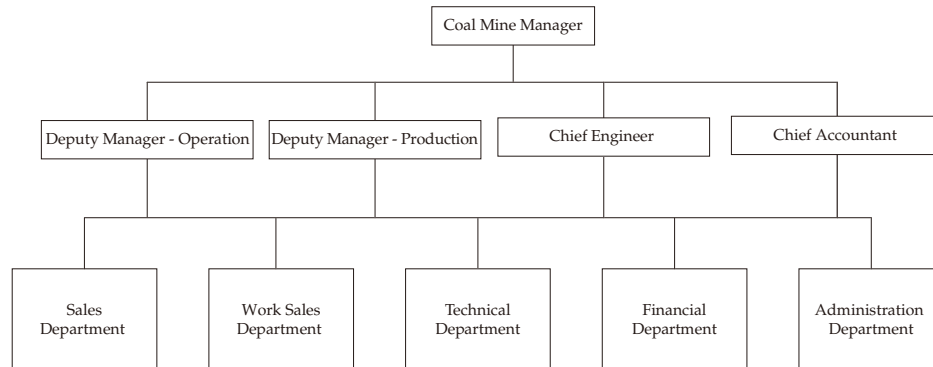 Coal Mine Manager
Deputy Manager - Operation
Deputy Manager - Production
Chief Engineer
Chief Accountant
Sales
Department
Work Sales
Department
Technical
Department
Financial
Department
Administration
Department